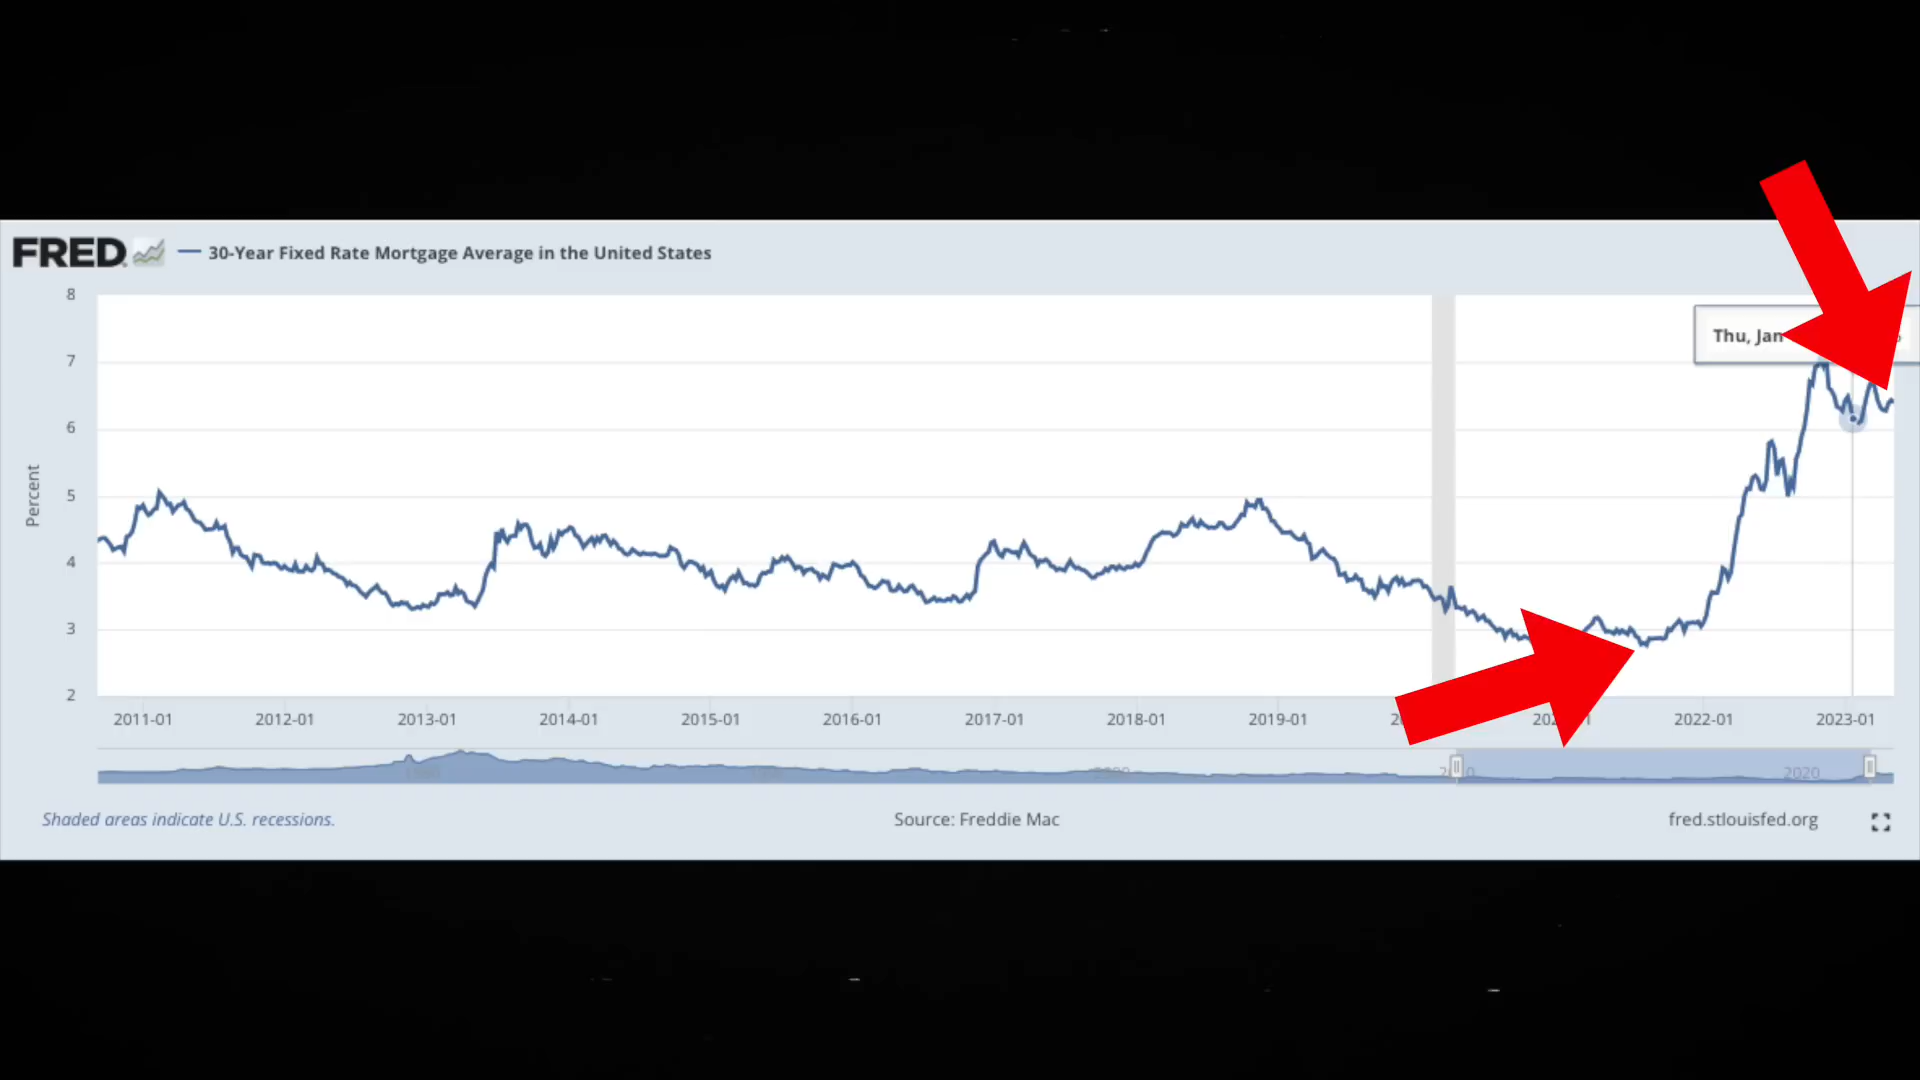 FRED
30-Year Fixed Rate Mortgage Average in the United States
8
7
6
5
4
3
2
Percent
Thu, Jan
2011-01
2012-01
2013-01
2014-01
2015-01
2016-01
2017-01
2018-01
2019-01
2022-01
2023-01
2000
2020
Shaded areas indicate U.S. recessions.
Source: Freddie Mac
fred.stlouisfed.org